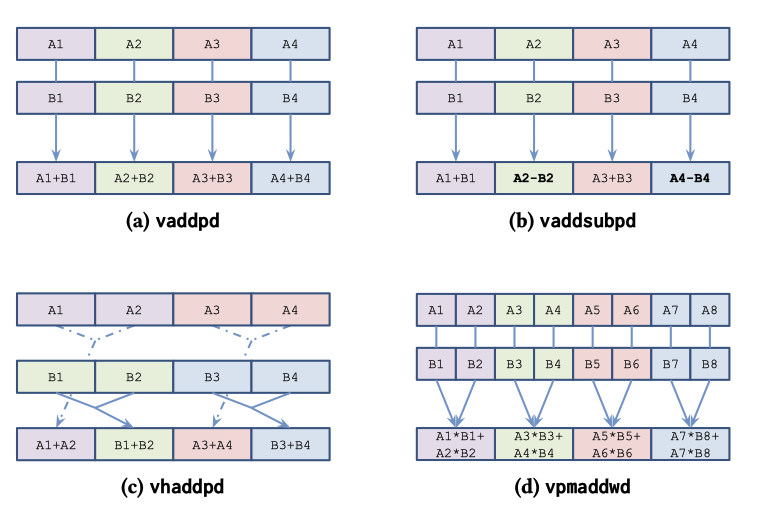 A1 A2 A3 A4
B1 B2 B3 B4
A1+B1 A2+B2 A3+B3 A4+B4
(a) vaddpd
A1 A2 A3 A4
B1 B2 B3 B4
A1+B1 A2-B2 A3+B3 A4-B4
(b) vaddsubpd
A1 A2 A3 A4
B1 B2 B3 B4
A1+A2 B1+B2 A3+A4 B3+B4
(c) vhaddpd
A1 A2 A3 A4 A5 A6 A7 A8
B1 B2 B3 B4 B5 B6 B7 B8
A1*B1+ A3*B3+ A5*B5+ A7*B8+
A2*B2 A4*B4 A6*B6 A7*B8
(d) vpmaddwd